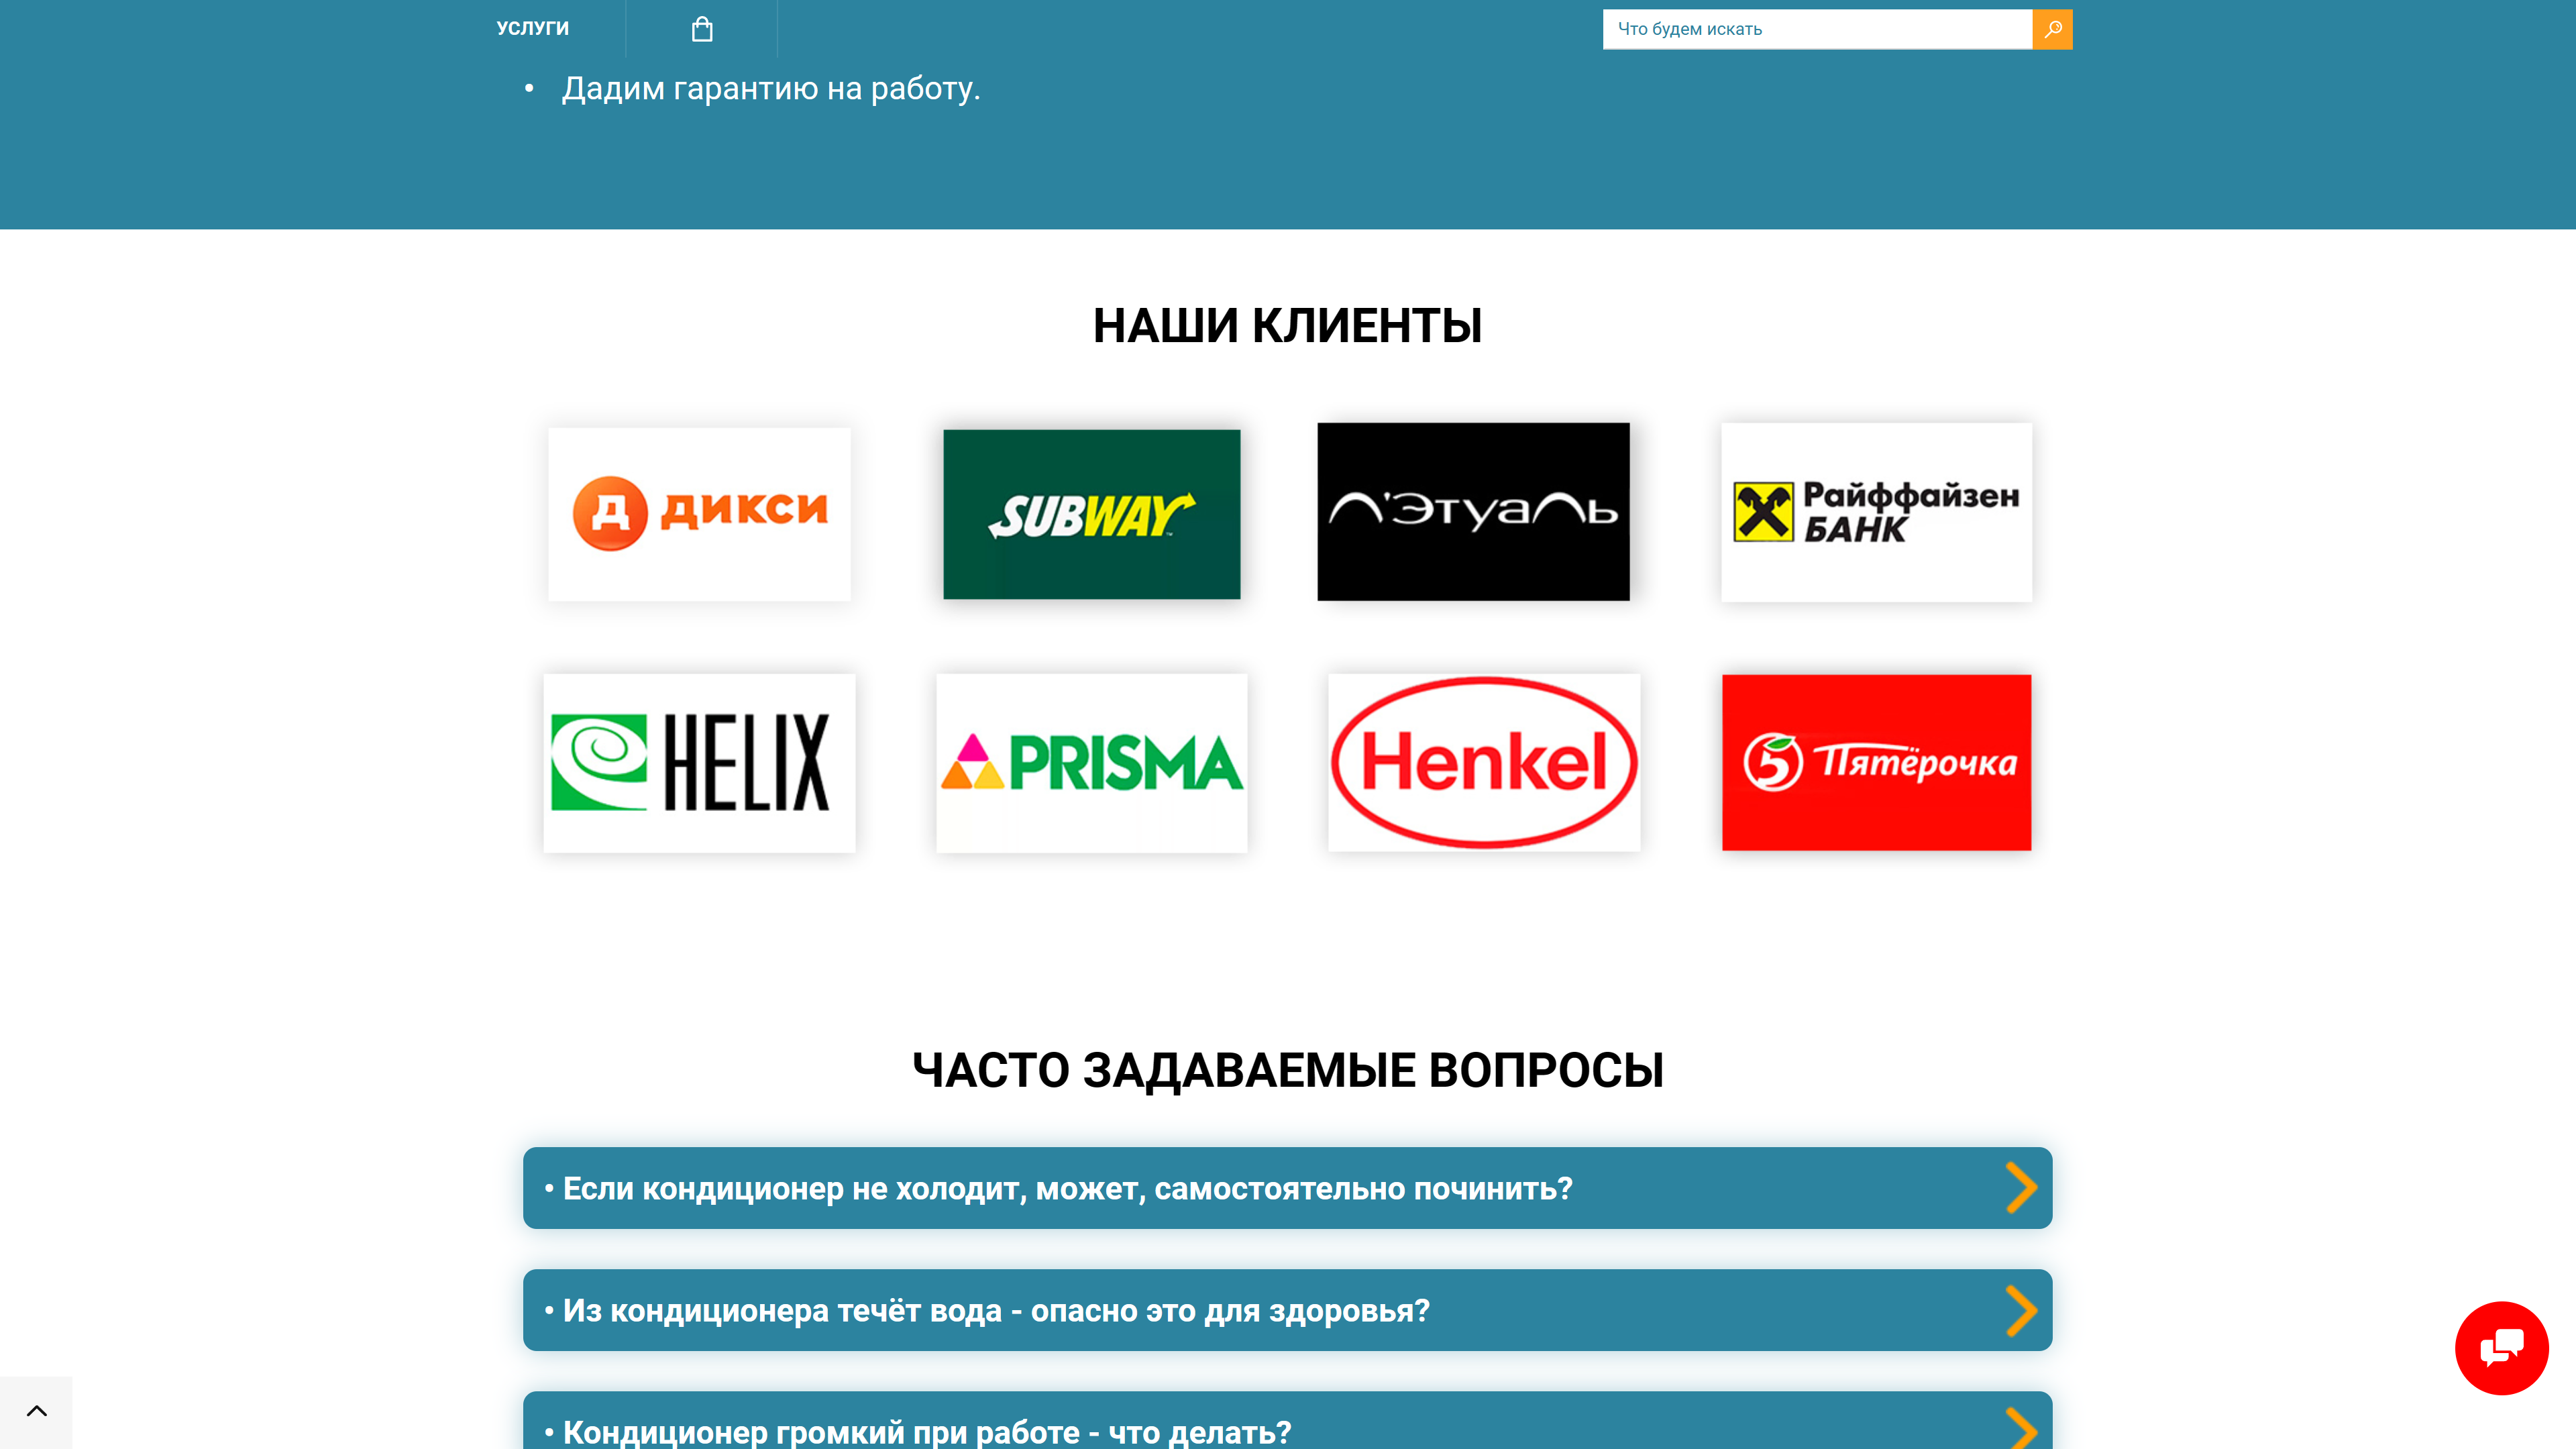 УСЛУГИ
Что будем искать
• Дадим гарантию на работу.
НАШИ КЛИЕНТЫ
Д ДИКСИ
SUBWAY™
Л'Этуаль
Райффайзен
БАНК
HELIX
PRISMA
Henkel
5 Пятёрочка
ЧАСТО ЗАДАВАЕМЫЕ ВОПРОСЫ
• Если кондиционер не холодит, может, самостоятельно починить?
• Из кондиционера течёт вода - опасно это для здоровья?
• Кондиционер громкий при работе - что делать?